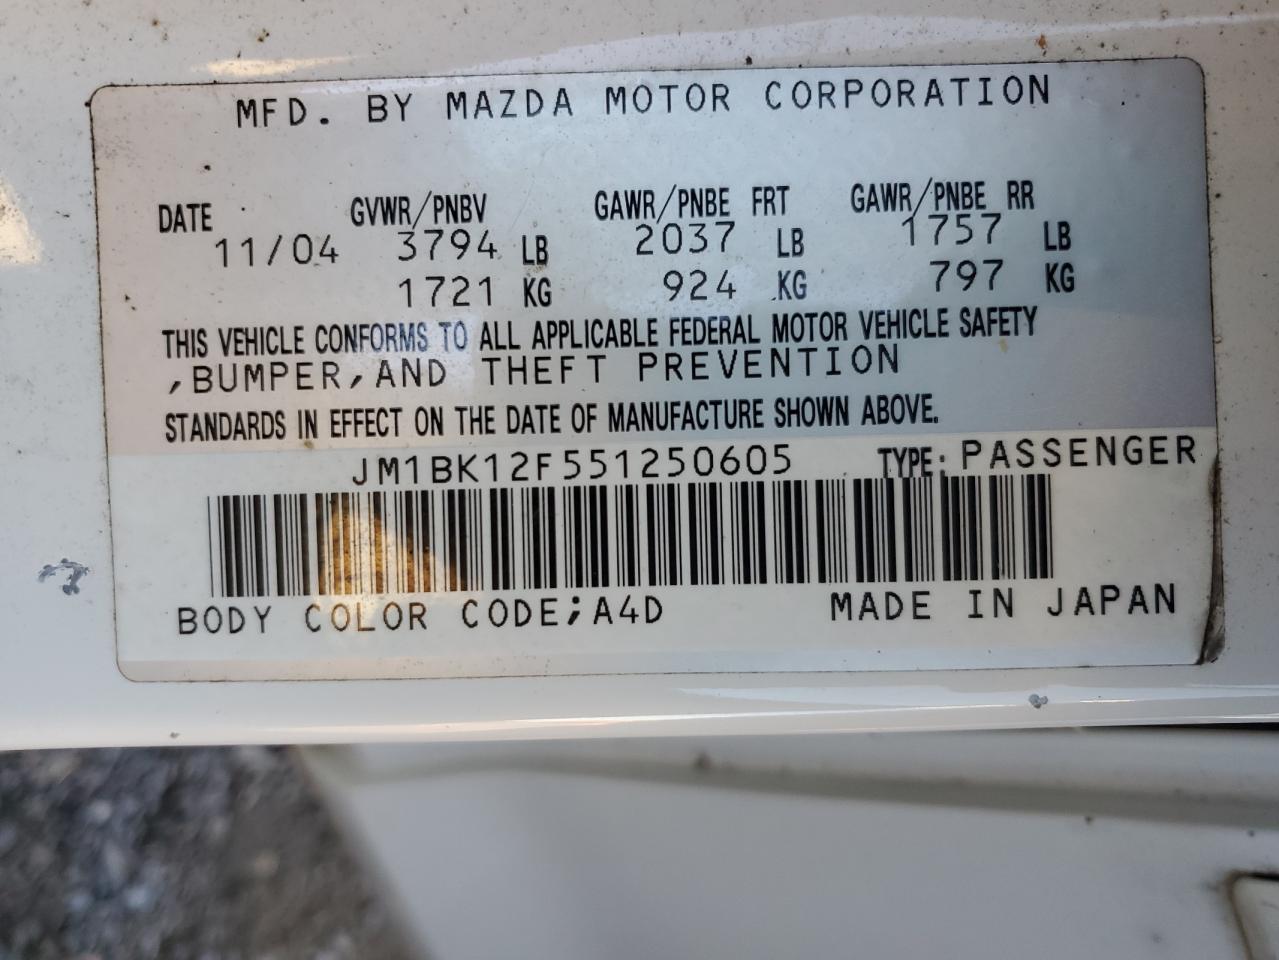 MFD. BY MAZDA MOTOR CORPORATION
DATE GVWR/PNBV GAWR/PNBE FRT GAWR/PNBE RR
11/04 3794 LB 2037 LB 1757 LB
1721 KG 924 KG 797 KG
THIS VEHICLE CONFORMS TO ALL APPLICABLE FEDERAL MOTOR VEHICLE SAFETY
,BUMPER,AND THEFT PREVENTION
STANDARDS IN EFFECT ON THE DATE OF MANUFACTURE SHOWN ABOVE.
JM1BK12F551250605 TYPE: PASSENGER
BODY COLOR CODE;A4D MADE IN JAPAN